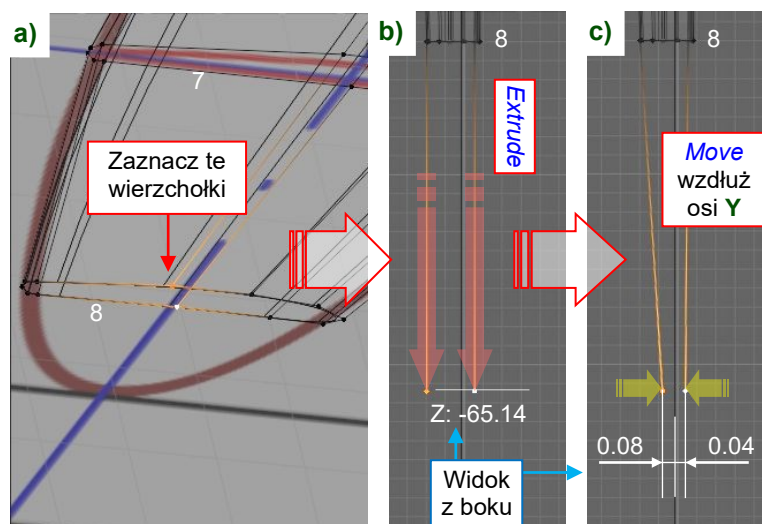 a)
7
Zaznacz te
wierzchołki
8
b)
8
Extrude
Z: -65.14
Widok
z boku
c)
8
Move
wzdłuż
osi Y
0.08
0.04